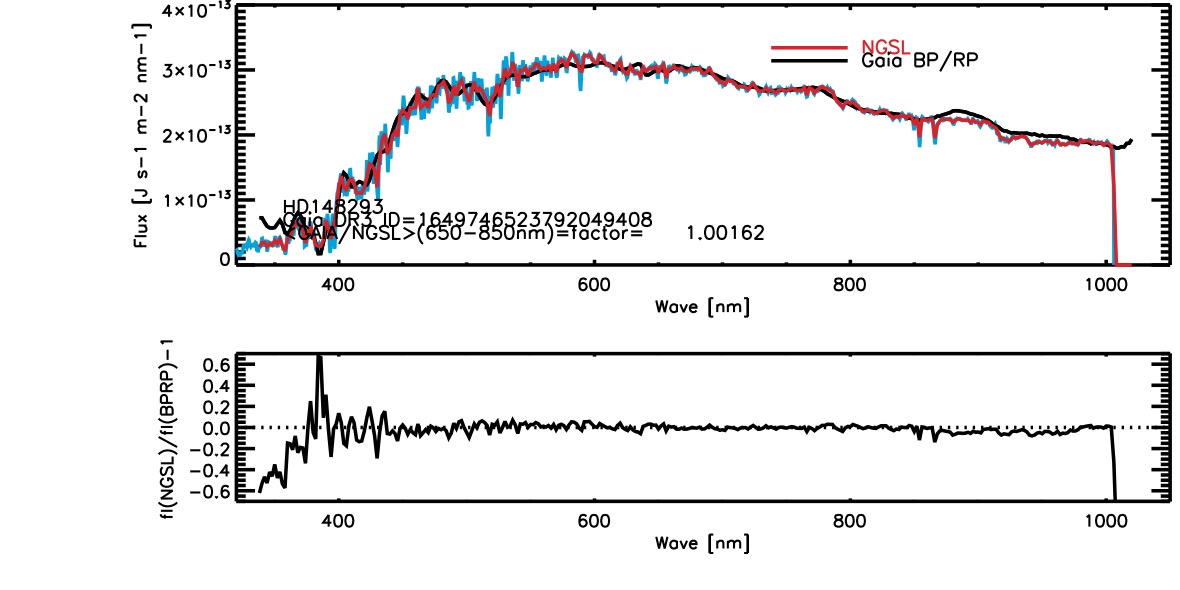 4×10−13
3×10−13
2×10−13
1×10−13
0
Flux [J s−1 m−2 nm−1]
NGSL
Gaia BP/RP
HD148293
Gaia DR3 ID=1649746523792049408
<GAIA/NGSL>(650−850nm)=factor= 1.00162
400 600 800 1000
Wave [nm]
fl(NGSL)/fl(BPRP)−1
0.6
0.4
0.2
0.0
−0.2
−0.4
−0.6
400 600 800 1000
Wave [nm]